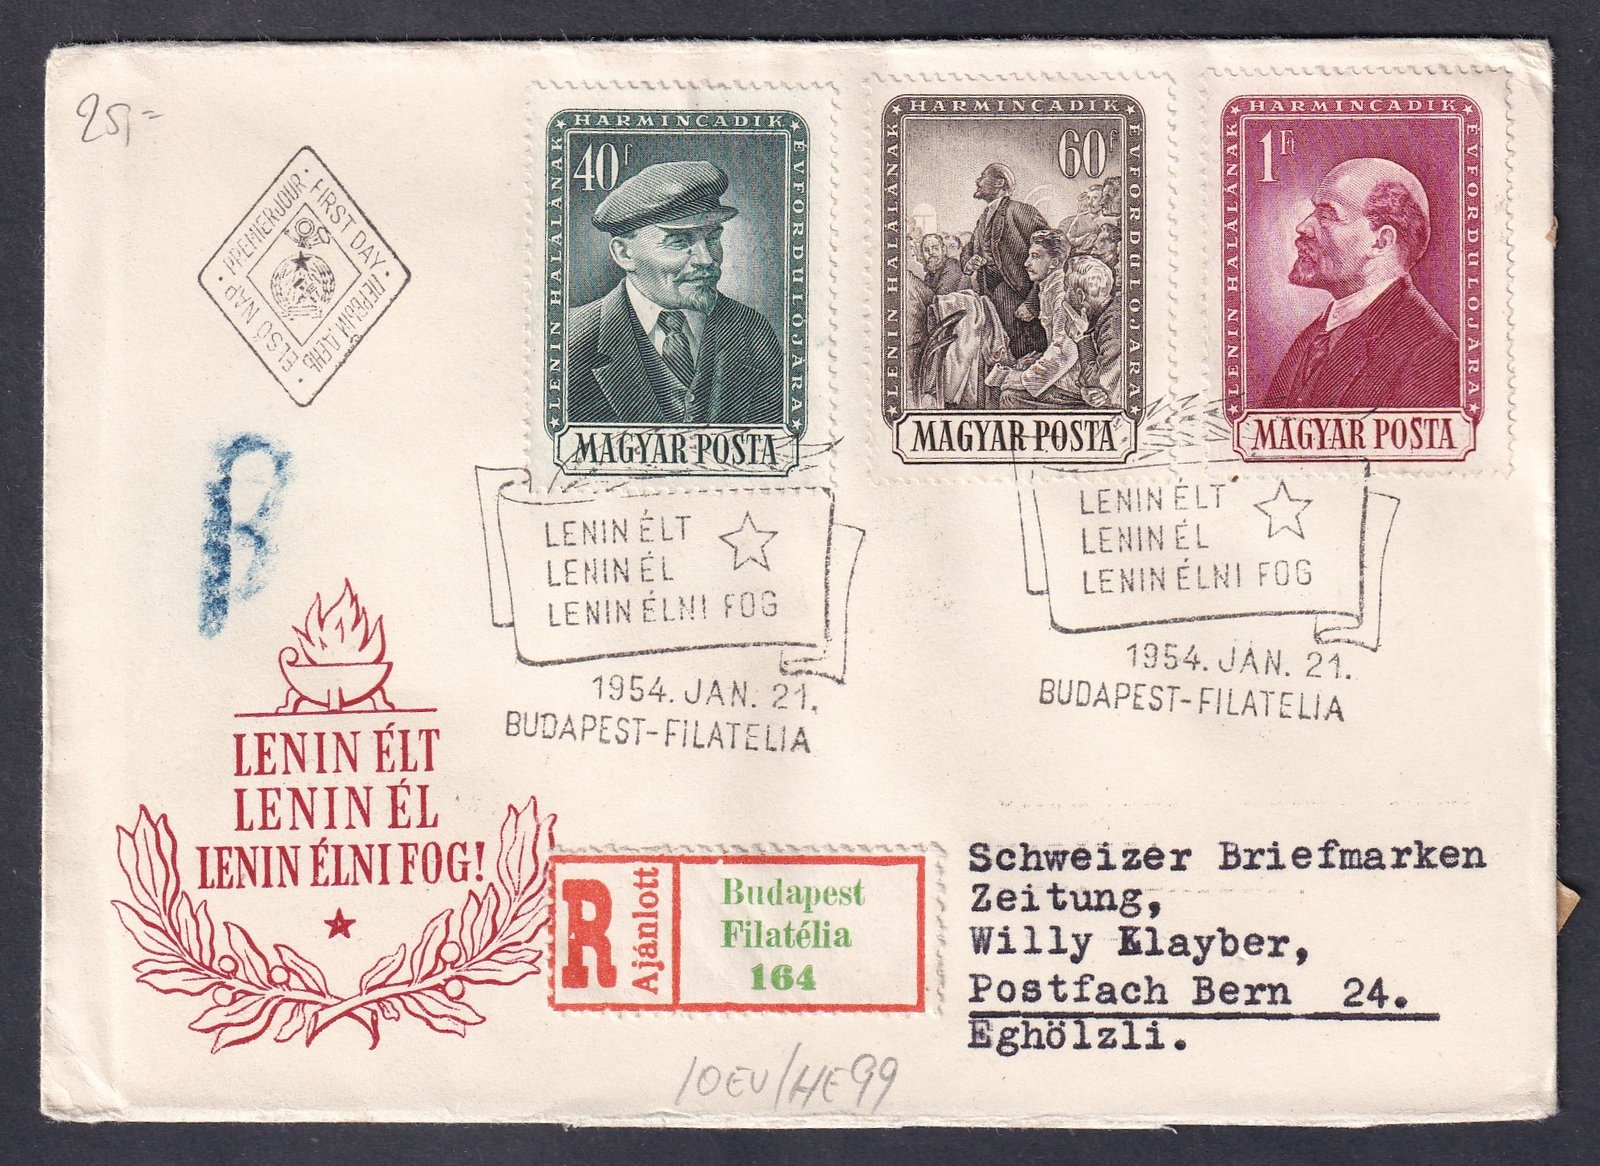 25,-
PREMIERJOUR · FIRST DAY · ПЕРВЫЙ ДЕНЬ · ELSŐ NAP ·
HARMINCADIK
ÉVFORDULÓJÁRA
LENIN HALÁLÁNAK
40f
MAGYAR POSTA
HARMINCADIK
ÉVFORDULÓJÁRA
LENIN HALÁLÁNAK
60f
MAGYAR POSTA
HARMINCADIK
ÉVFORDULÓJÁRA
LENIN HALÁLÁNAK
1Ft
MAGYAR POSTA
LENIN ÉLT
LENIN ÉL
LENIN ÉLNI FOG
1954. JAN. 21.
BUDAPEST-FILATELIA
LENIN ÉLT
LENIN ÉL
LENIN ÉLNI FOG
1954. JAN. 21.
BUDAPEST-FILATELIA
LENIN ÉLT
LENIN ÉL
LENIN ÉLNI FOG!
R
Ajánlott
Budapest
Filatélia
164
Schweizer Briefmarken
Zeitung,
Willy Klayber,
Postfach Bern 24.
Eghölzli.
10EU/HE99